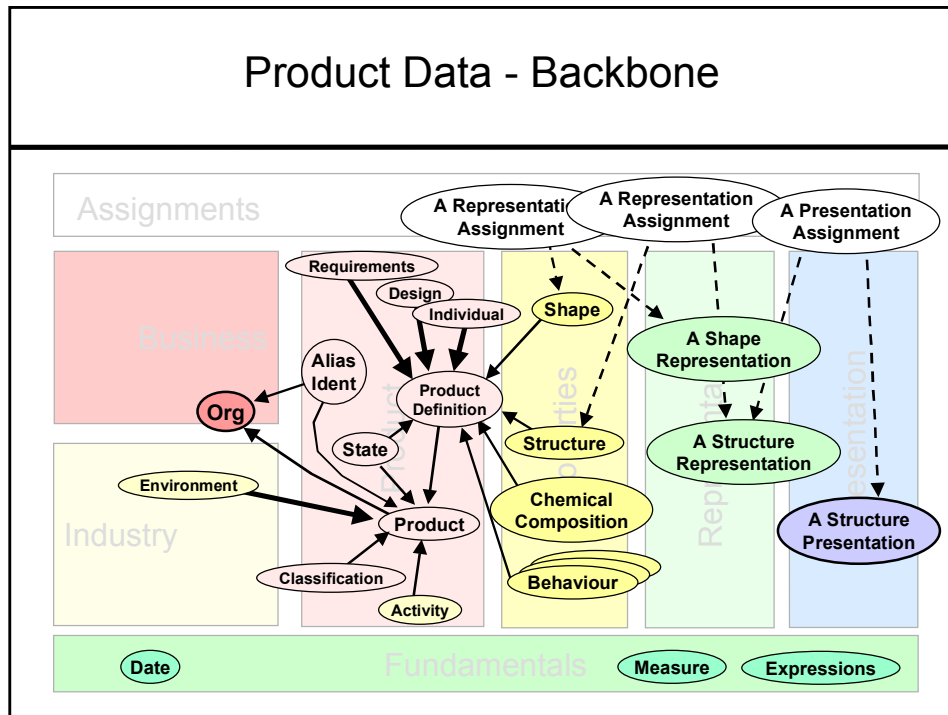 Product Data - Backbone
Assignments
A Representati
Assignment
A Representation
Assignment
A Presentation
Assignment
Requirements
Design
Individual
Shape
Business
Alias
Ident
A Shape
Representation
Product
Definition
Org
Product
State
Structure
A Structure
Representation
Environment
Chemical
Composition
Industry
Product
A Structure
Presentation
Classification
Behaviour
Activity
Date
Fundamentals
Measure
Expressions